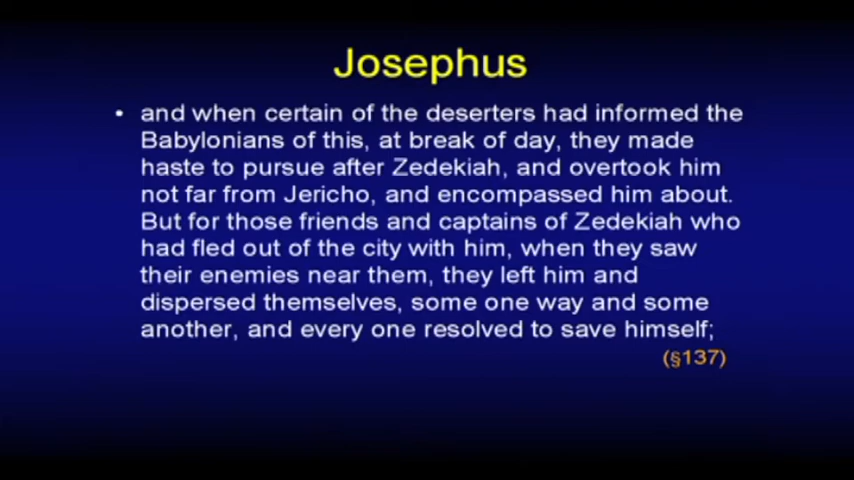 Josephus
• and when certain of the deserters had informed the
Babylonians of this, at break of day, they made
haste to pursue after Zedekiah, and overtook him
not far from Jericho, and encompassed him about.
But for those friends and captains of Zedekiah who
had fled out of the city with him, when they saw
their enemies near them, they left him and
dispersed themselves, some one way and some
another, and every one resolved to save himself;
(§137)